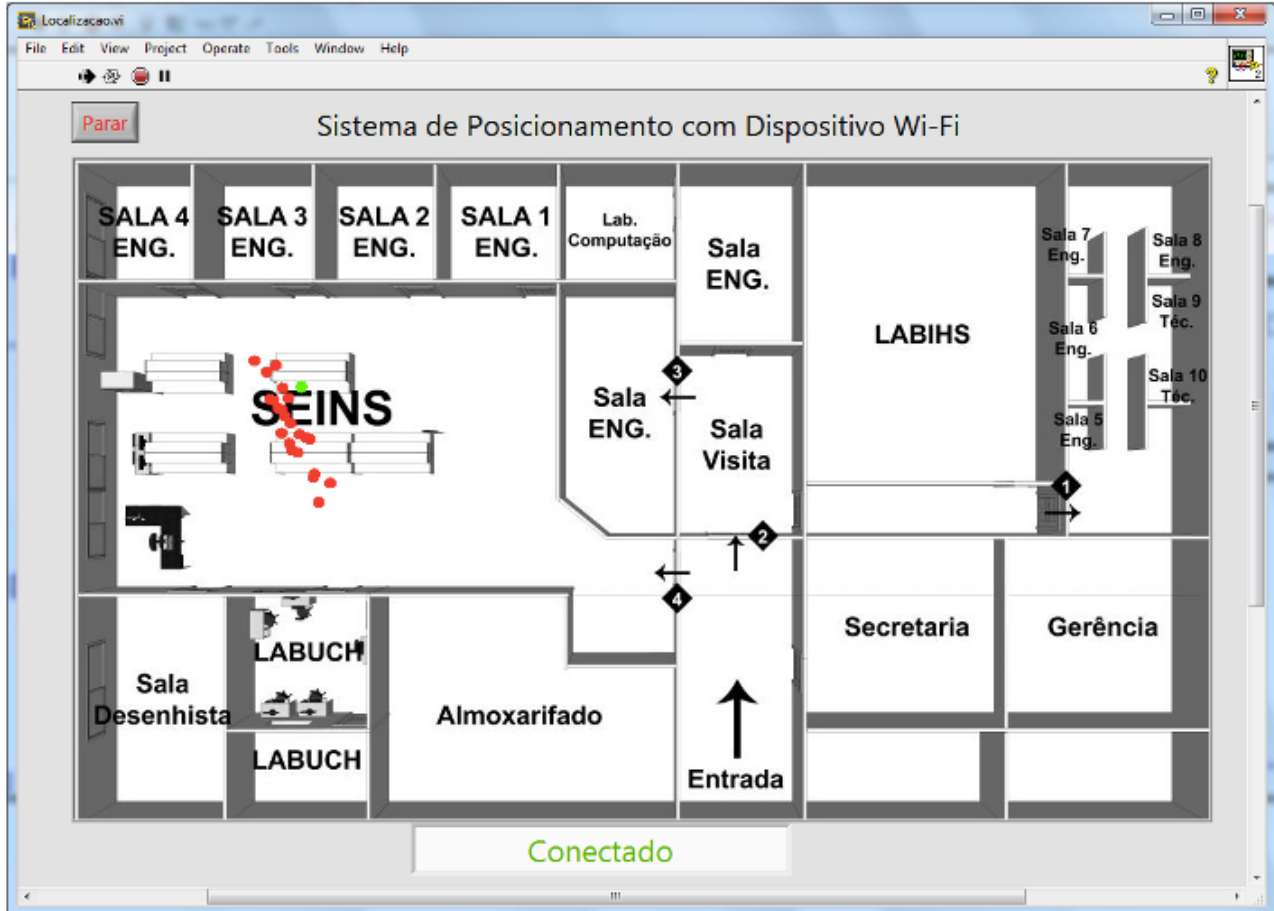 Localizacao.vi
File Edit View Project Operate Tools Window Help
Parar
Sistema de Posicionamento com Dispositivo Wi-Fi
SALA 4
ENG.
SALA 3
ENG.
SALA 2
ENG.
SALA 1
ENG.
Lab.
Computação
Sala
ENG.
LABIHS
Sala 7
Eng.
Sala 8
Eng.
Sala 9
Téc.
Sala 6
Eng.
Sala 10
Téc.
Sala 5
Eng.
SEINS
Sala
ENG.
3
Sala
Visita
1
2
4
Secretaria
Gerência
LABUCH
Sala
Desenhista
Almoxarifado
LABUCH
Entrada
Conectado